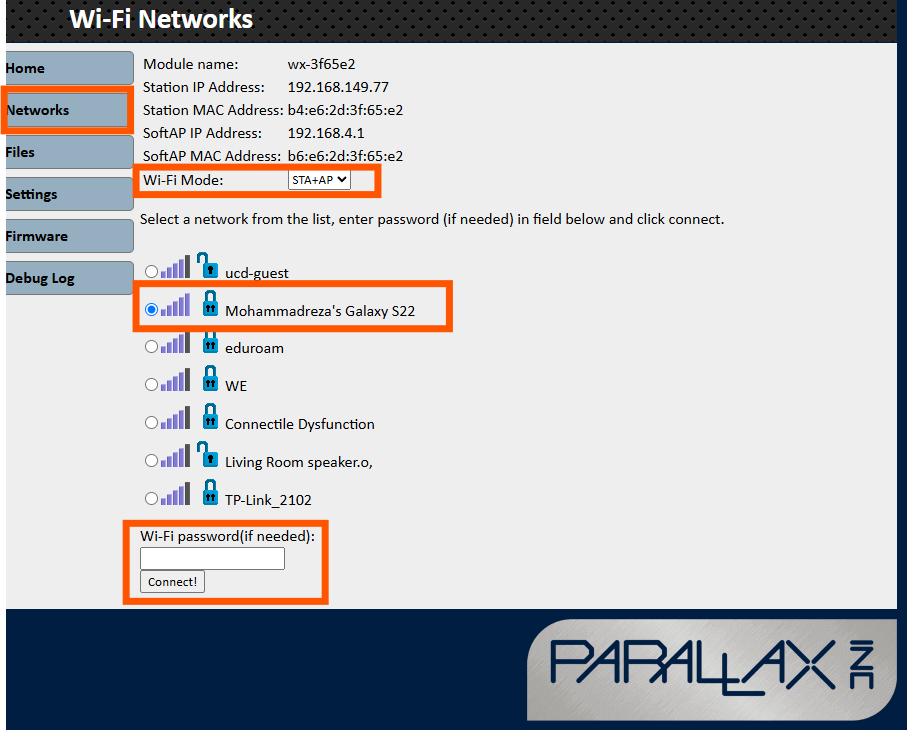 Wi-Fi Networks
Home
Networks
Files
Settings
Firmware
Debug Log
Module name: wx-3f65e2
Station IP Address: 192.168.149.77
Station MAC Address: b4:e6:2d:3f:65:e2
SoftAP IP Address: 192.168.4.1
SoftAP MAC Address: b6:e6:2d:3f:65:e2
Wi-Fi Mode: STA+AP
Select a network from the list, enter password (if needed) in field below and click connect.
ucd-guest
Mohammadreza's Galaxy S22
eduroam
WE
Connectile Dysfunction
Living Room speaker.o,
TP-Link_2102
Wi-Fi password(if needed):
Connect!
PARALLAX INC